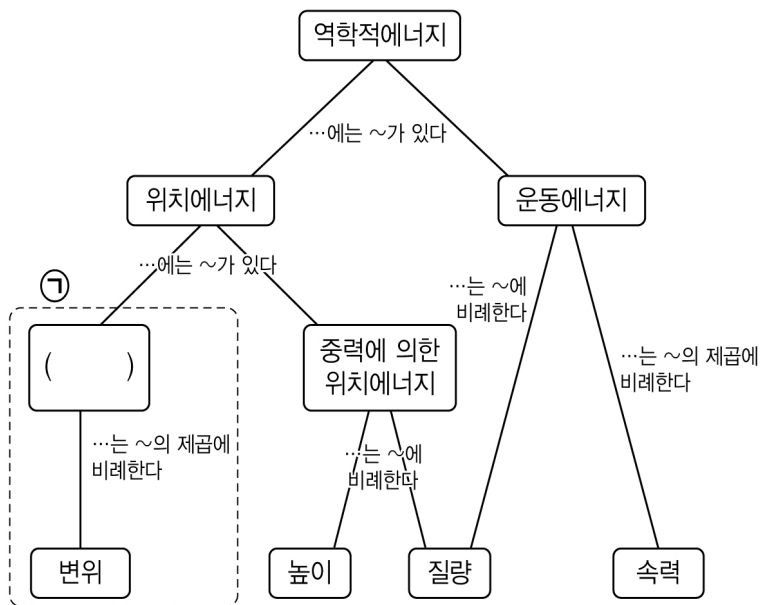 역학적에너지
…에는 ~가 있다
위치에너지
운동에너지
…에는 ~가 있다
㉠
…는 ~에
비례한다
(      )
중력에 의한
위치에너지
…는 ~의 제곱에
비례한다
…는 ~의 제곱에
비례한다
…는 ~에
비례한다
변위
높이
질량
속력